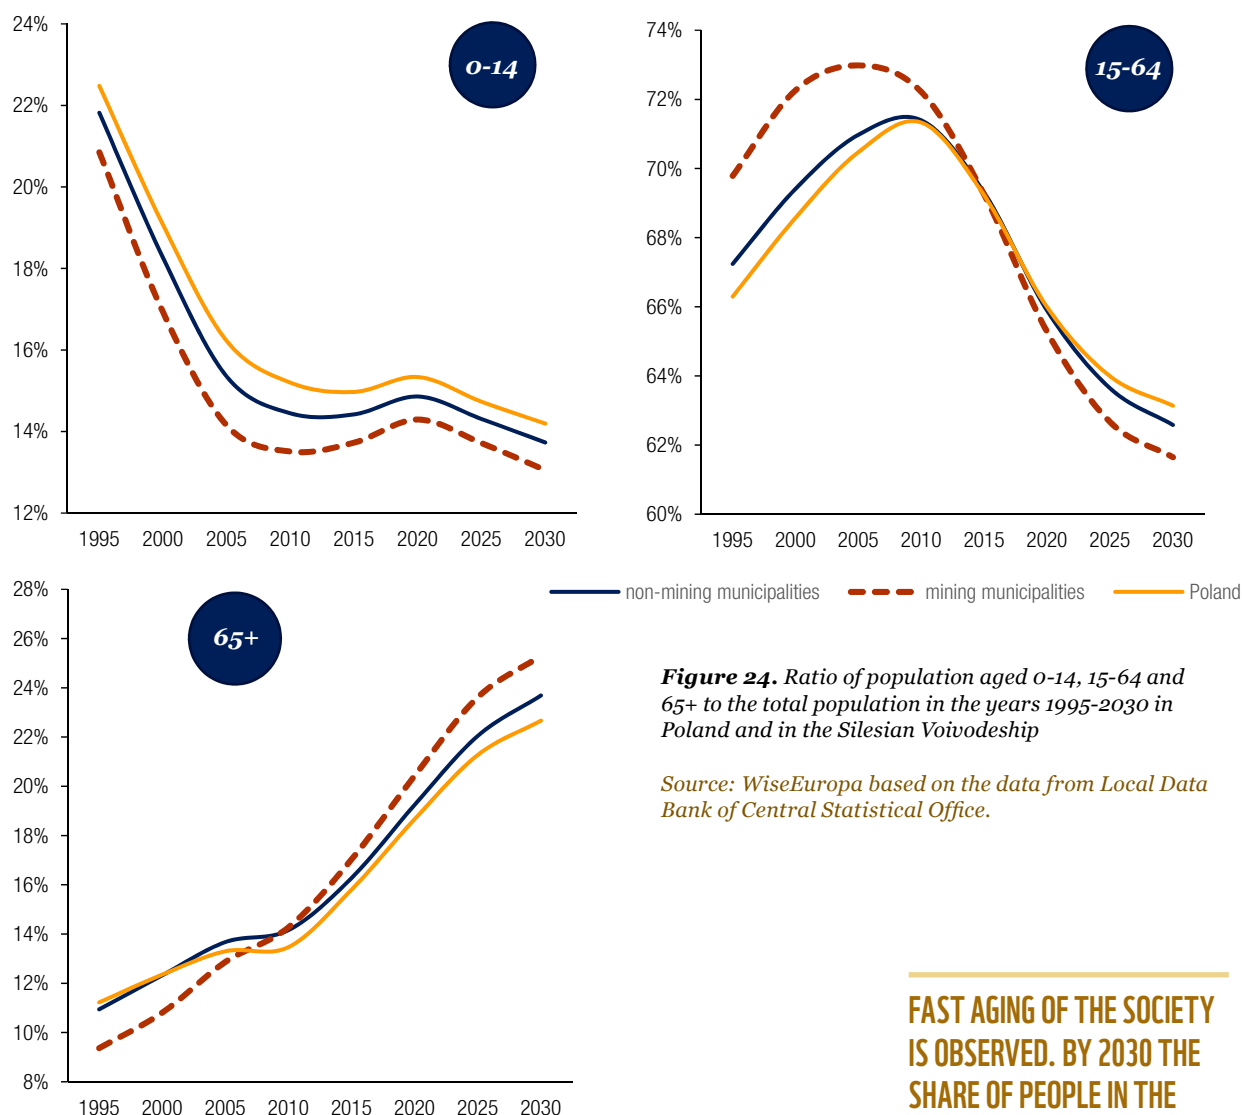 24%
22%
20%
18%
16%
14%
12%
0-14
1995 2000 2005 2010 2015 2020 2025 2030
74%
72%
70%
68%
66%
64%
62%
60%
15-64
1995 2000 2005 2010 2015 2020 2025 2030
non-mining municipalities mining municipalities Poland
28%
26%
24%
22%
20%
18%
16%
14%
12%
10%
8%
65+
1995 2000 2005 2010 2015 2020 2025 2030
Figure 24. Ratio of population aged 0-14, 15-64 and
65+ to the total population in the years 1995-2030 in
Poland and in the Silesian Voivodeship
Source: WiseEuropa based on the data from Local Data
Bank of Central Statistical Office.
FAST AGING OF THE SOCIETY
IS OBSERVED. BY 2030 THE
SHARE OF PEOPLE IN THE